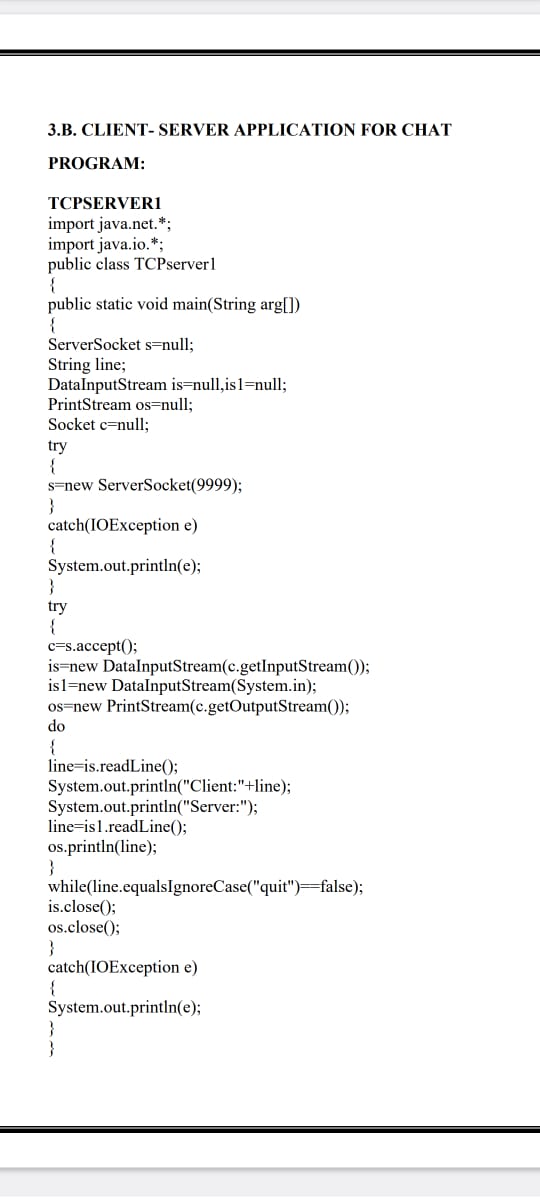 3.B. CLIENT- SERVER APPLICATION FOR CHAT
PROGRAM:
TCPSERVER1
import java.net.*;
import java.io.*;
public class TCPserver1
{
public static void main(String arg[])
{
ServerSocket s=null;
String line;
DataInputStream is=null,is1=null;
PrintStream os=null;
Socket c=null;
try
{
s=new ServerSocket(9999);
}
catch(IOException e)
{
System.out.println(e);
}
try
{
c=s.accept();
is=new DataInputStream(c.getInputStream());
is1=new DataInputStream(System.in);
os=new PrintStream(c.getOutputStream());
do
{
line=is.readLine();
System.out.println("Client:"+line);
System.out.println("Server:");
line=is1.readLine();
os.println(line);
}
while(line.equalsIgnoreCase("quit")==false);
is.close();
os.close();
}
catch(IOException e)
{
System.out.println(e);
}
}